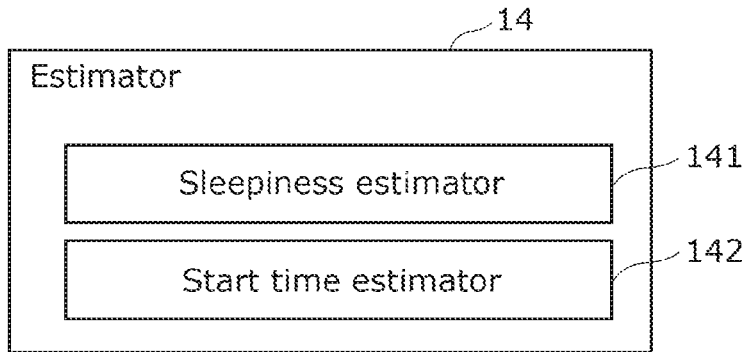 14
Estimator
Sleepiness estimator
141
Start time estimator
142